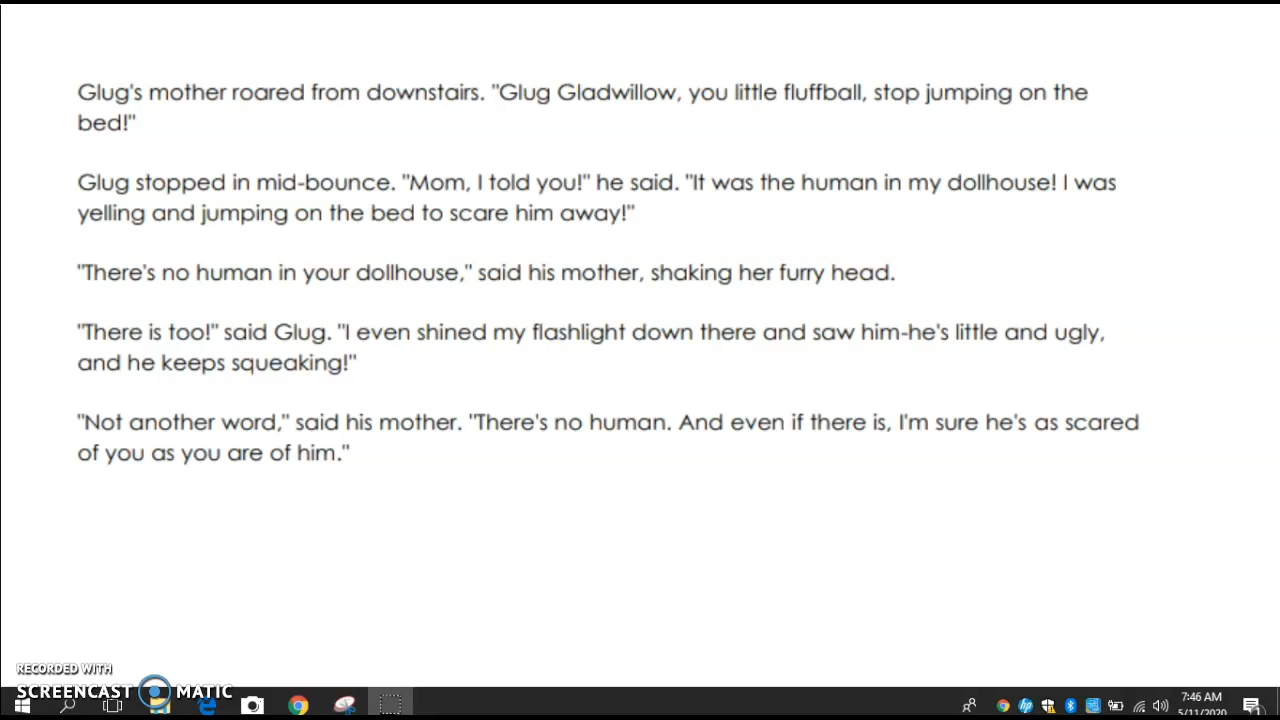 Glug's mother roared from downstairs. "Glug Gladwillow, you little fluffball, stop jumping on the
bed!"
Glug stopped in mid-bounce. "Mom, I told you!" he said. "It was the human in my dollhouse! I was
yelling and jumping on the bed to scare him away!"
"There's no human in your dollhouse," said his mother, shaking her furry head.
"There is too!" said Glug. "I even shined my flashlight down there and saw him-he's little and ugly,
and he keeps squeaking!"
"Not another word," said his mother. "There's no human. And even if there is, I'm sure he's as scared
of you as you are of him."
RECORDED WITH
SCREENCAST MATIC
7:46 AM
5/11/2020